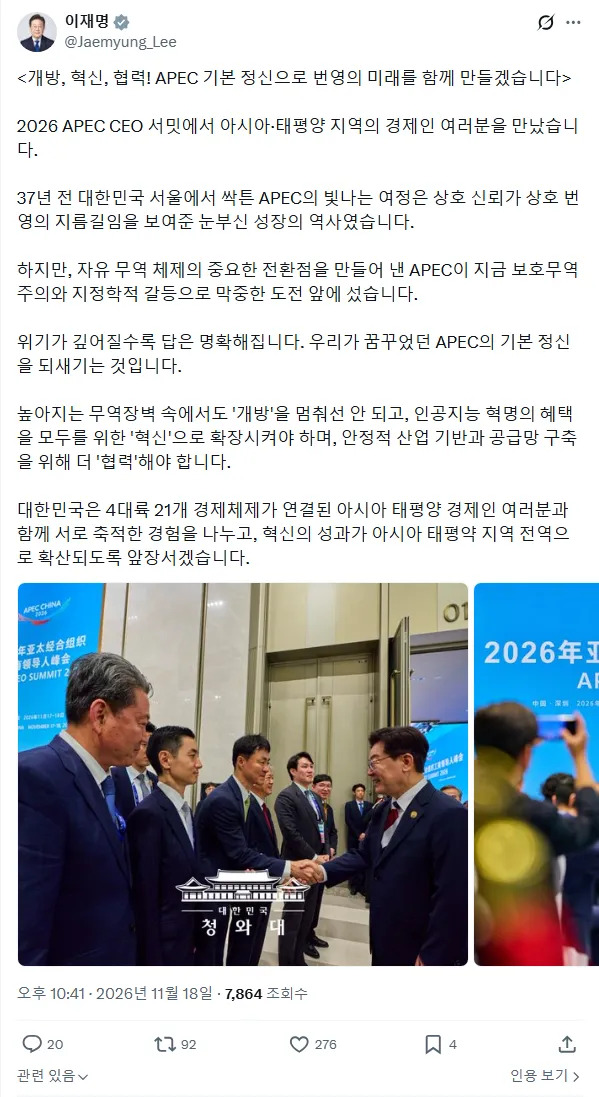 이재명
@Jaemyung_Lee
<개방, 혁신, 협력! APEC 기본 정신으로 번영의 미래를 함께 만들겠습니다>
2026 APEC CEO 서밋에서 아시아·태평양 지역의 경제인 여러분을 만났습니
다.
37년 전 대한민국 서울에서 싹튼 APEC의 빛나는 여정은 상호 신뢰가 상호 번
영의 지름길임을 보여준 눈부신 성장의 역사였습니다.
하지만, 자유 무역 체제의 중요한 전환점을 만들어 낸 APEC이 지금 보호무역
주의와 지정학적 갈등으로 막중한 도전 앞에 섰습니다.
위기가 깊어질수록 답은 명확해집니다. 우리가 꿈꾸었던 APEC의 기본 정신
을 되새기는 것입니다.
높아지는 무역장벽 속에서도 '개방'을 멈춰선 안 되고, 인공지능 혁명의 혜택
을 모두를 위한 '혁신'으로 확장시켜야 하며, 안정적 산업 기반과 공급망 구축
을 위해 더 '협력'해야 합니다.
대한민국은 4대륙 21개 경제체제가 연결된 아시아 태평양 경제인 여러분과
함께 서로 축적한 경험을 나누고, 혁신의 성과가 아시아 태평약 지역 전역으
로 확산되도록 앞장서겠습니다.
APEC CHINA
2026
年亚太经合组织
商领导人峰会
EO SUMMIT 2026
01
대한민국
청와대
2026年亚
AP
中国·深圳
오후 10:41 · 2026년 11월 18일 · 7,864 조회수
20
92
276
4
관련 있음
인용 보기